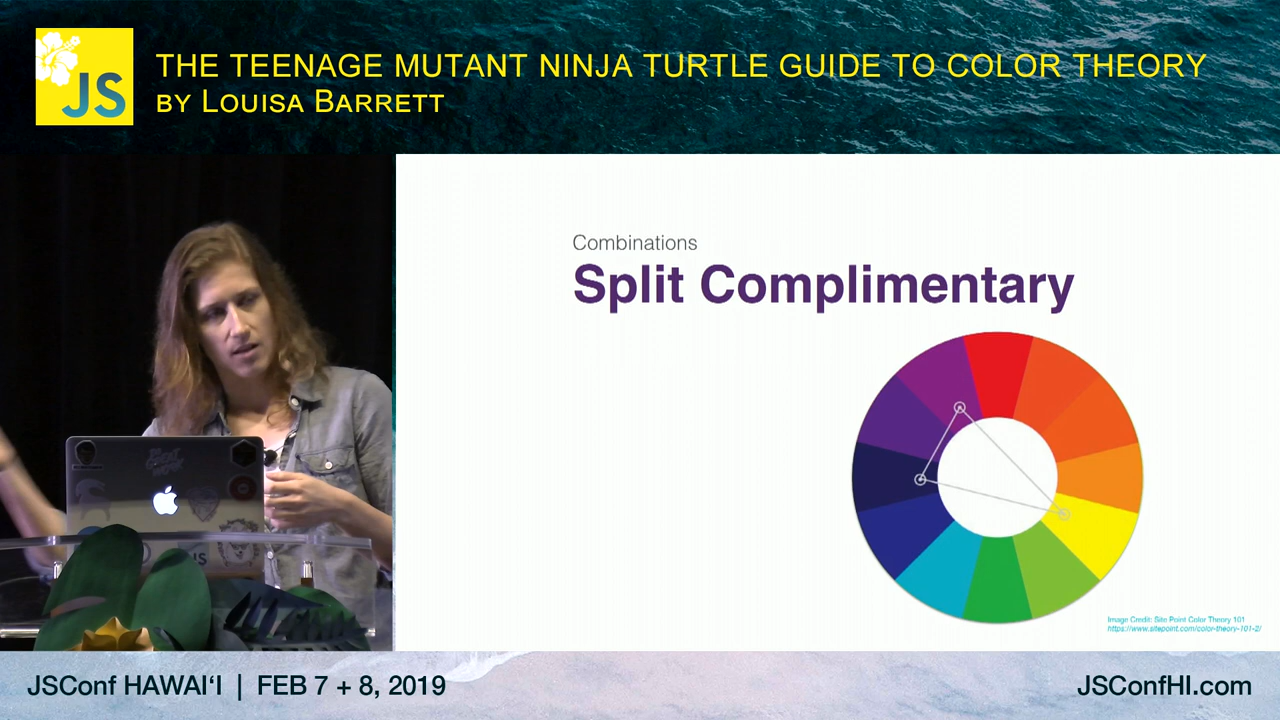 JS
THE TEENAGE MUTANT NINJA TURTLE GUIDE TO COLOR THEORY
BY LOUISA BARRETT
Combinations
Split Complimentary
Image Credit: Site Point Color Theory 101
https://www.sitepoint.com/color-theory-101-2/
JSConf HAWAIʻI | FEB 7 + 8, 2019
JSConfHI.com